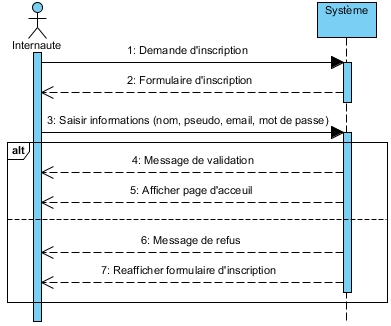 Système
Internaute
1: Demande d'inscription
2: Formulaire d'inscription
3: Saisir informations (nom, pseudo, email, mot de passe)
alt
4: Message de validation
5: Afficher page d'acceuil
6: Message de refus
7: Reafficher formulaire d'inscription